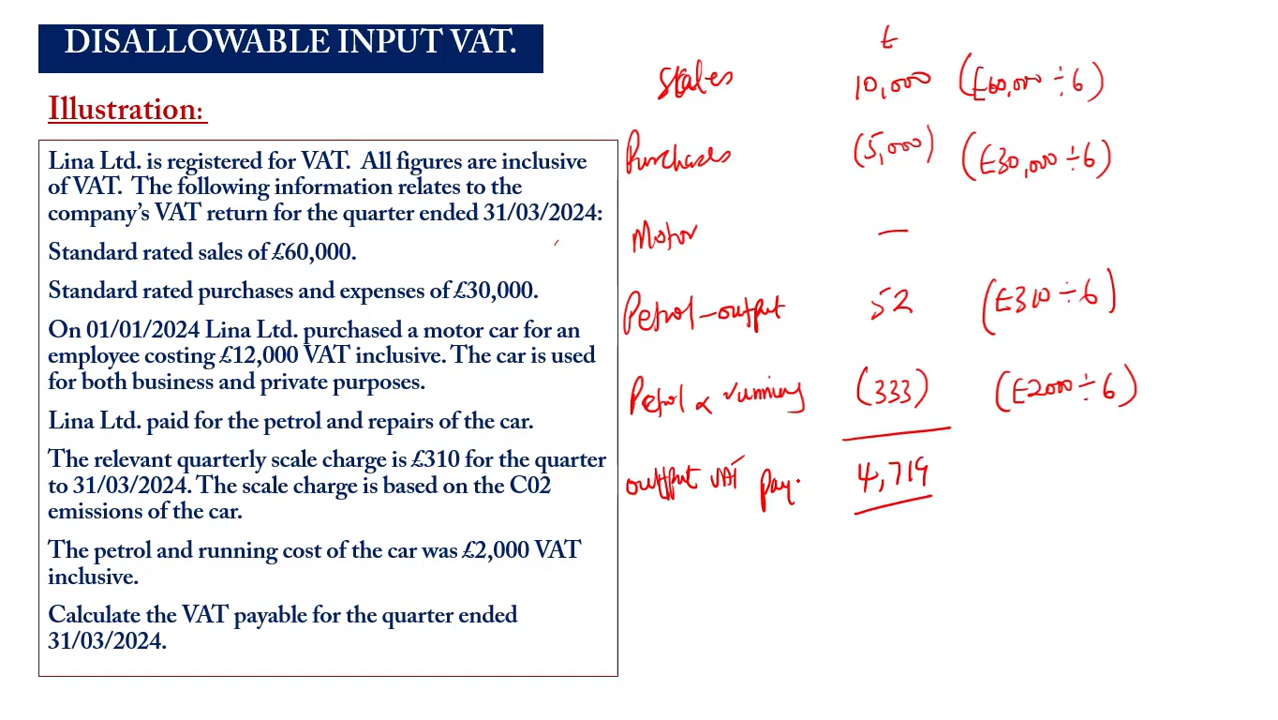 DISALLOWABLE INPUT VAT.
Illustration:
Lina Ltd. is registered for VAT. All figures are inclusive
of VAT. The following information relates to the
company's VAT return for the quarter ended 31/03/2024:
Standard rated sales of £60,000.
Standard rated purchases and expenses of £30,000.
On 01/01/2024 Lina Ltd. purchased a motor car for an
employee costing £12,000 VAT inclusive. The car is used
for both business and private purposes.
Lina Ltd. paid for the petrol and repairs of the car.
The relevant quarterly scale charge is £310 for the quarter
to 31/03/2024. The scale charge is based on the C02
emissions of the car.
The petrol and running cost of the car was £2,000 VAT
inclusive.
Calculate the VAT payable for the quarter ended
31/03/2024.
£
Sales 10,000 (£60,000 ÷ 6)
Purchases (5,000) (£30,000 ÷ 6)
Motor —
Petrol - output 52 (£310 ÷ 6)
Petrol & running (333) (£2000 ÷ 6)
output VAT pay. 4,719